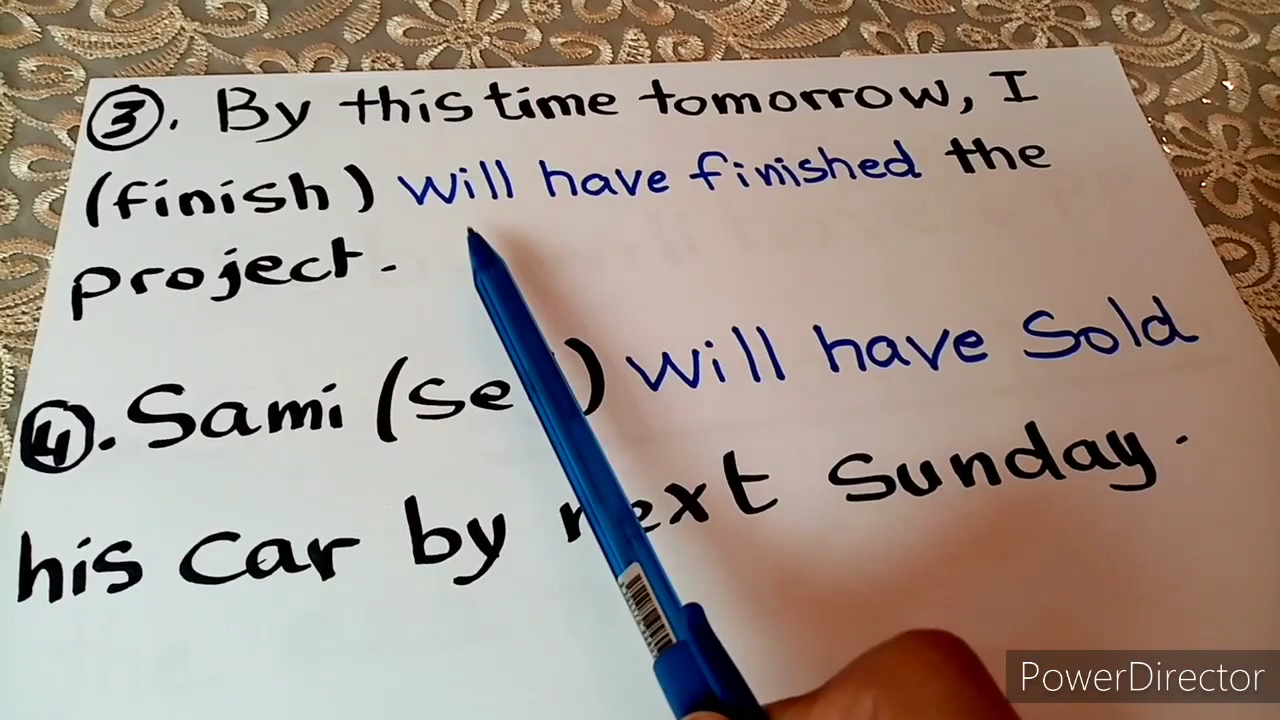 3. By this time tomorrow, I
(finish) will have finished the
project.
4. Sami (se ) will have Sold
his car by next Sunday.
PowerDirector